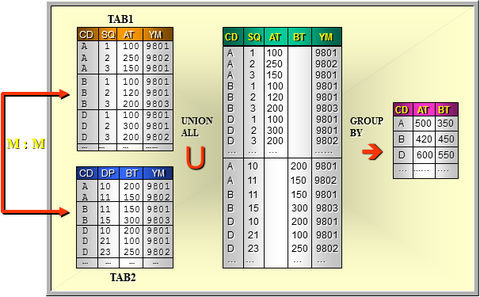 TAB1
CD SQ AT YM
A 1 100 9801
A 2 250 9802
A 3 150 9801
B 1 100 9801
B 2 120 9802
B 3 200 9803
D 1 100 9801
D 2 300 9801
D 3 200 9802
... ... .... ....
M : M
CD DP BT YM
A 10 200 9801
A 11 150 9802
B 11 150 9801
B 15 300 9803
D 10 200 9801
D 21 100 9801
D 23 250 9802
... ... ... ...
TAB2
UNION
ALL
CD SQ AT BT YM
A 1 100 9801
A 2 250 9802
A 3 150 9801
B 1 100 9801
B 2 120 9802
B 3 200 9803
D 1 100 9801
D 2 300 9801
D 3 200 9802
... ... ... ...
A 10 200 9801
A 11 150 9802
B 11 150 9801
B 15 300 9803
D 10 200 9801
D 21 100 9801
D 23 250 9802
... ... ... ...
GROUP
BY
CD AT BT
A 500 350
B 420 450
D 600 550
... ...... ....